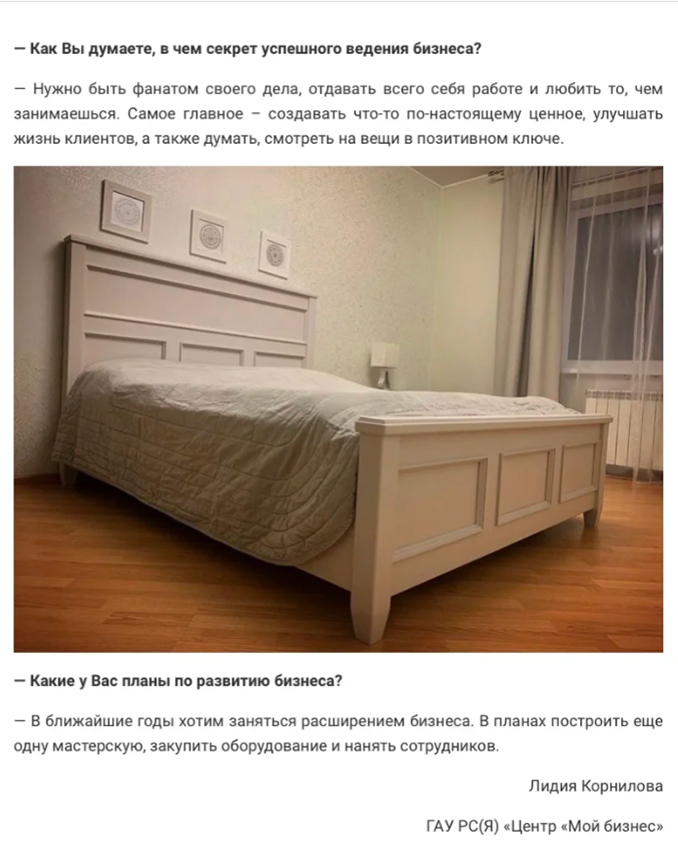 — Как Вы думаете, в чем секрет успешного ведения бизнеса?
— Нужно быть фанатом своего дела, отдавать всего себя работе и любить то, чем
занимаешься. Самое главное – создавать что-то по-настоящему ценное, улучшать
жизнь клиентов, а также думать, смотреть на вещи в позитивном ключе.
— Какие у Вас планы по развитию бизнеса?
— В ближайшие годы хотим заняться расширением бизнеса. В планах построить еще
одну мастерскую, закупить оборудование и нанять сотрудников.
Лидия Корнилова
ГАУ РС(Я) «Центр «Мой бизнес»